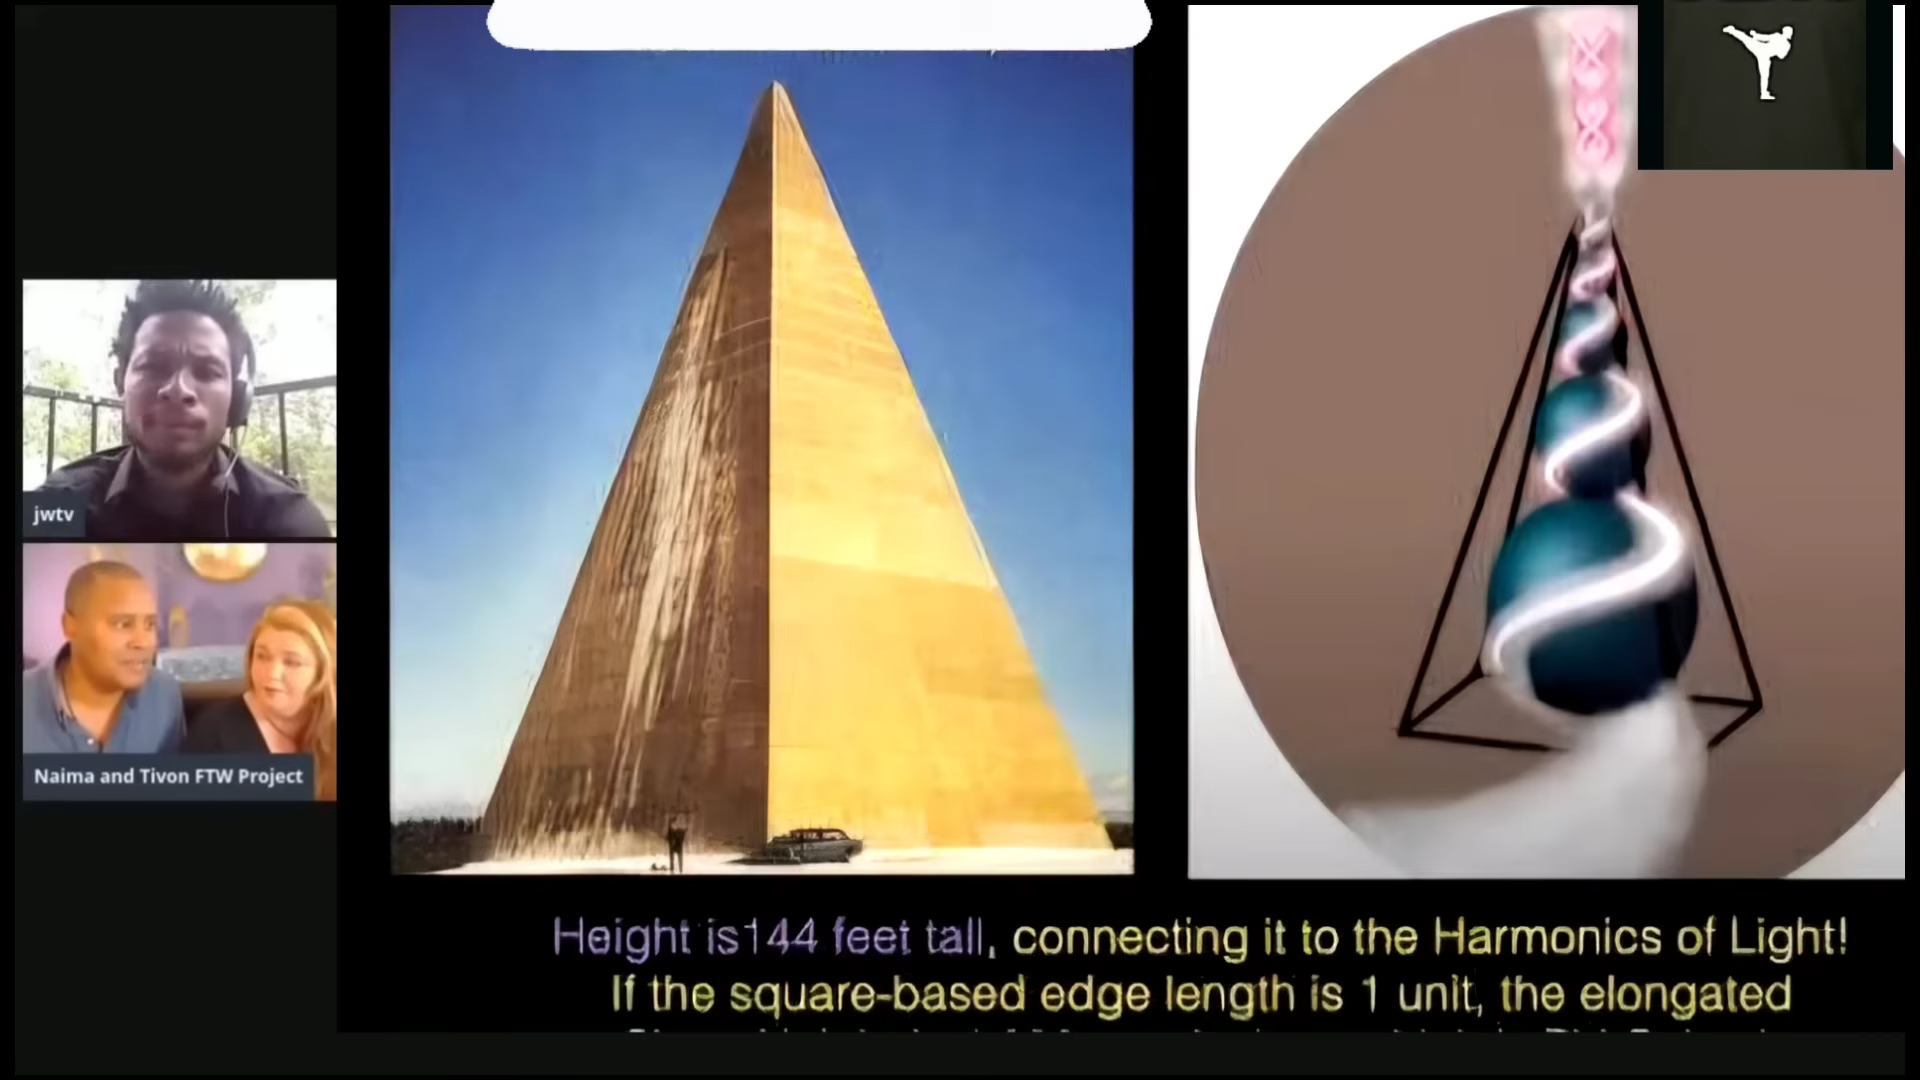 jwtv
Naima and Tivon FTW Project
Height is144 feet tall, connecting it to the Harmonics of Light!
If the square-based edge length is 1 unit, the elongated